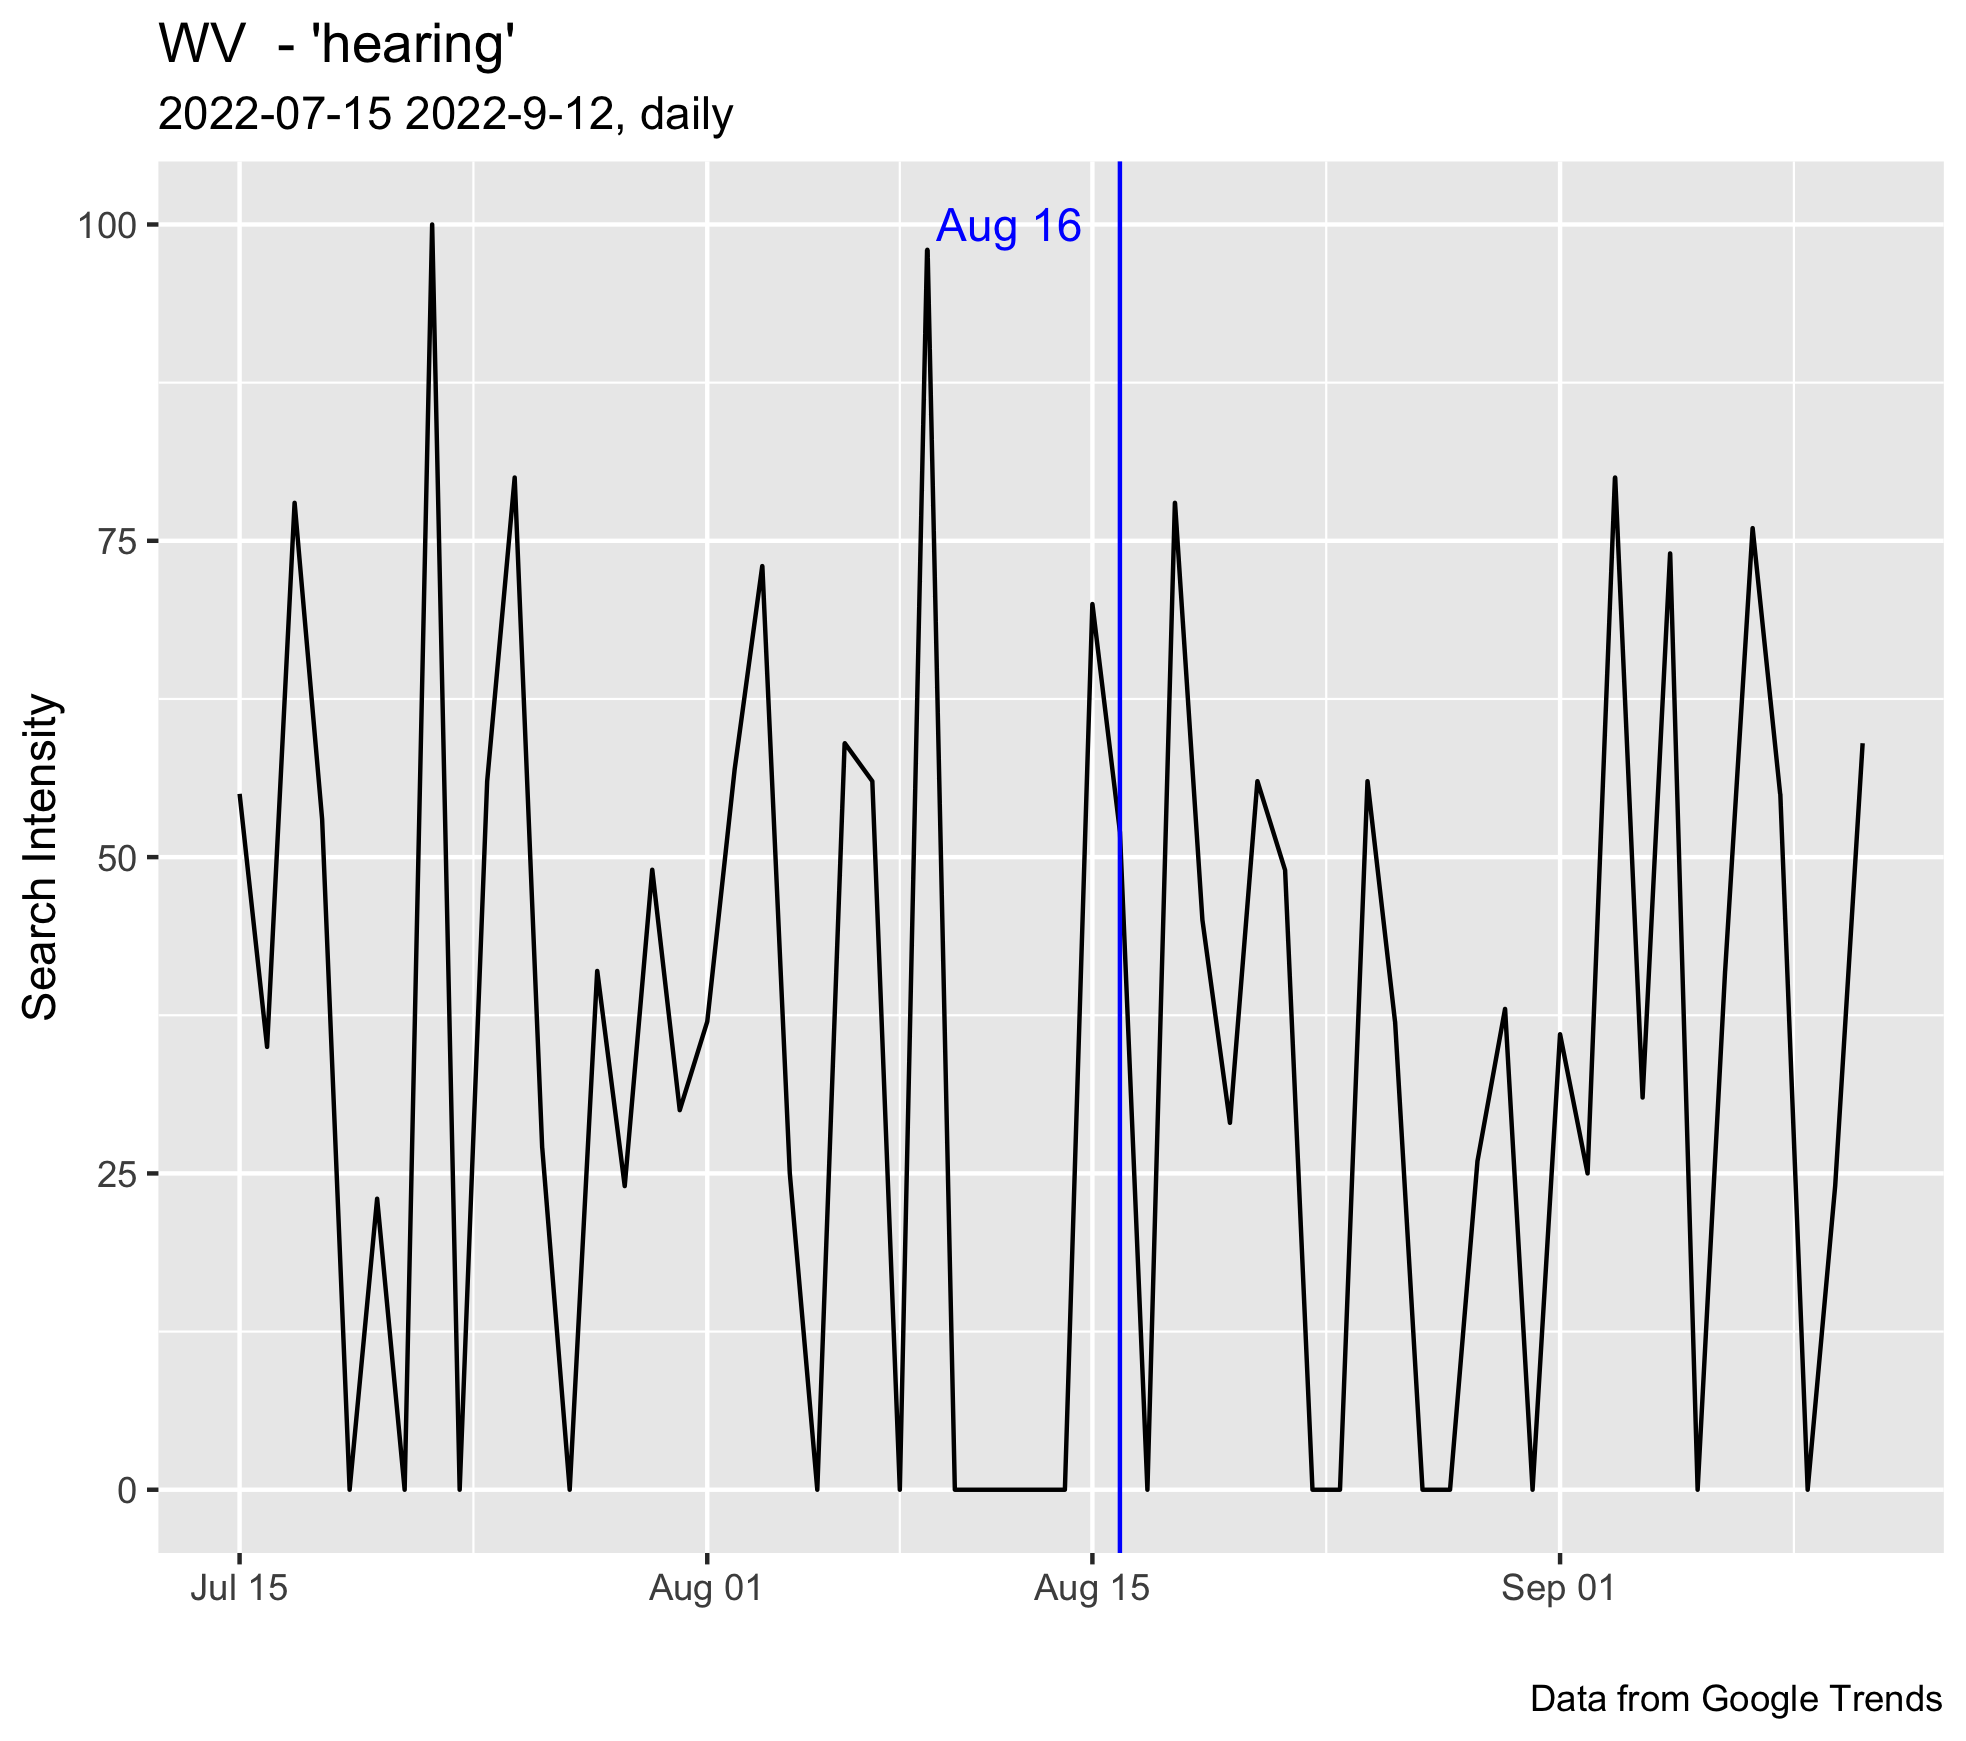 WV  - 'hearing'
2022-07-15 2022-9-12, daily
Aug 16
100
75
50
25
0
Search Intensity
Jul 15
Aug 01
Aug 15
Sep 01
Data from Google Trends